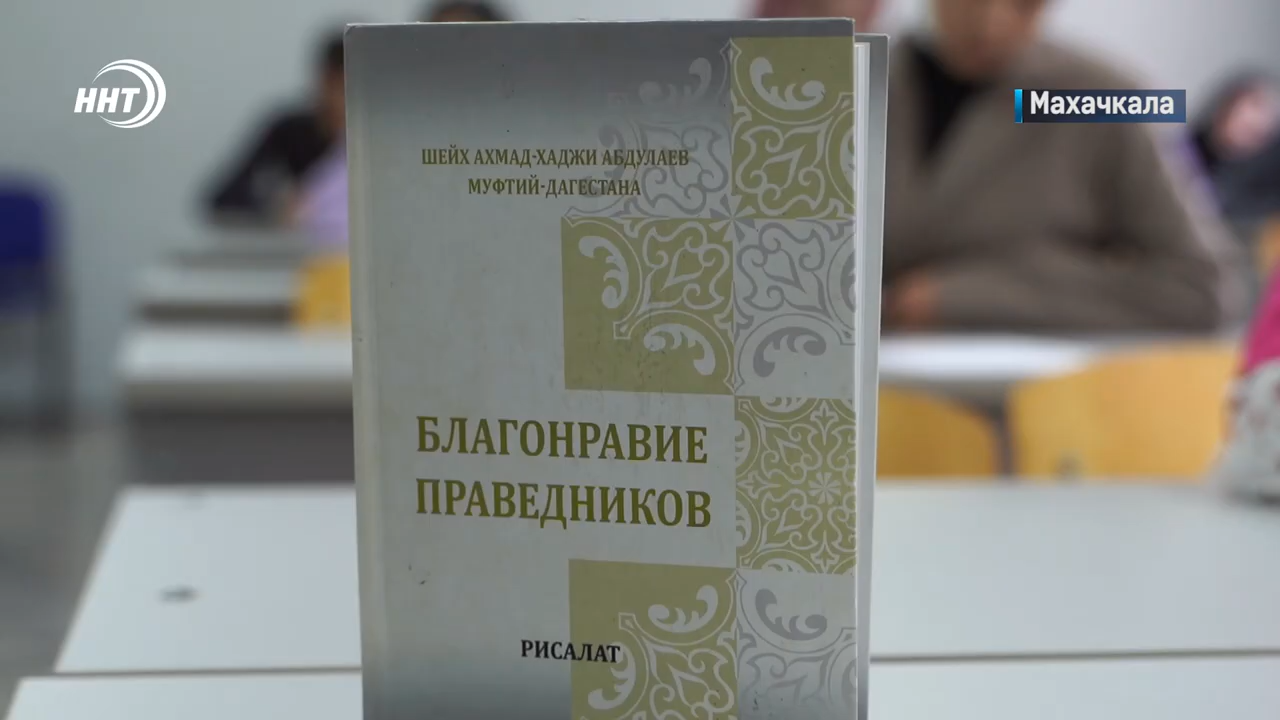 ННТ
Махачкала
ШЕЙХ АХМАД-ХАДЖИ АБДУЛАЕВ
МУФТИЙ-ДАГЕСТАНА
БЛАГОНРАВИЕ
ПРАВЕДНИКОВ
РИСАЛАТ